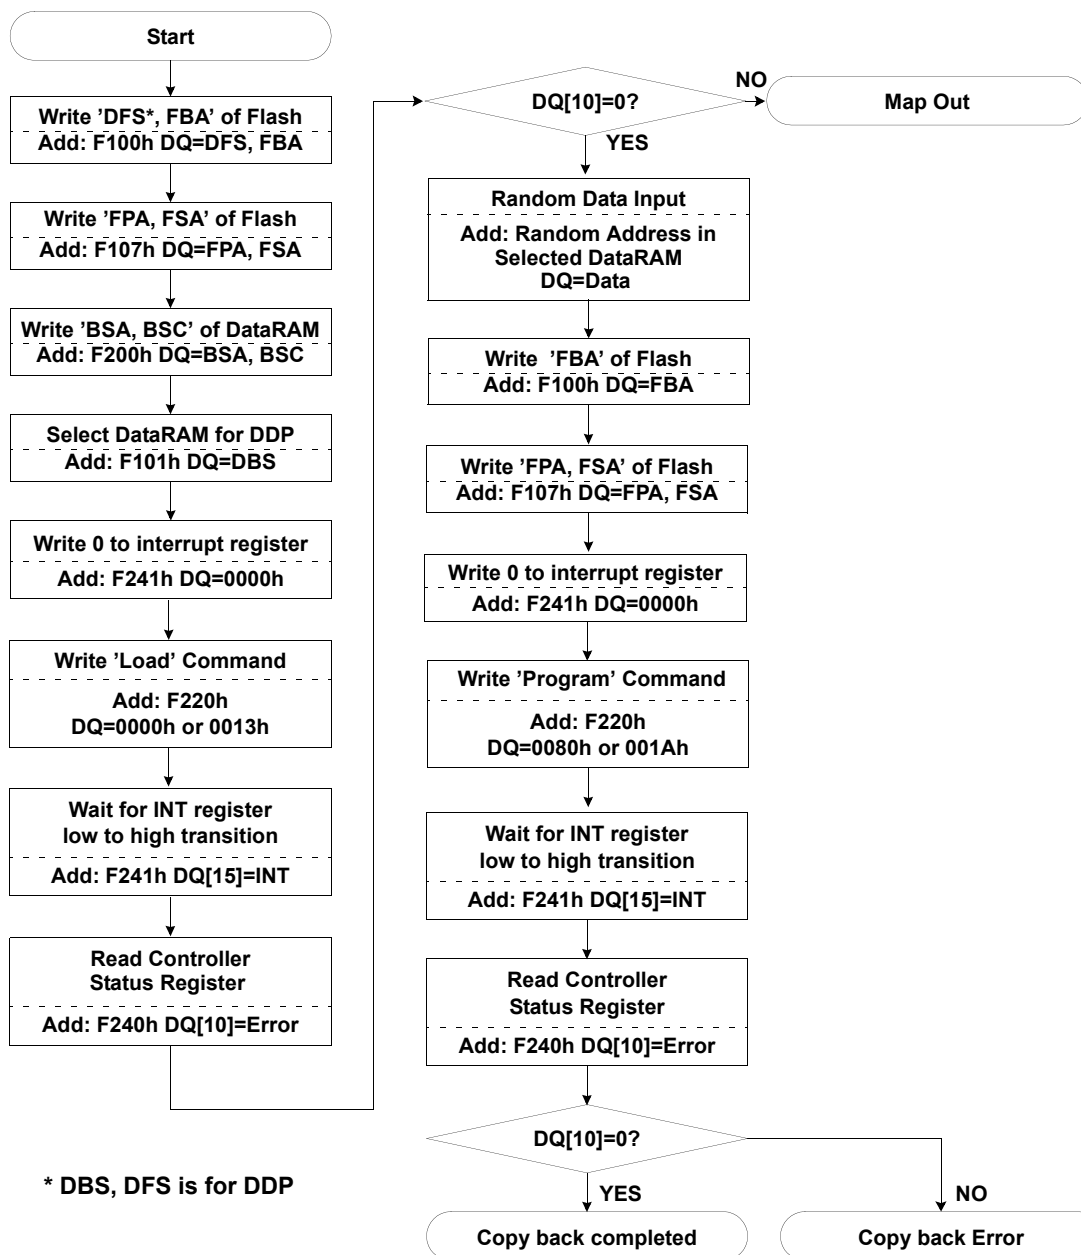 Start
Write ’DFS*, FBA’ of Flash
Add: F100h DQ=DFS, FBA
Write ’FPA, FSA’ of Flash
Add: F107h DQ=FPA, FSA
Write ’BSA, BSC’ of DataRAM
Add: F200h DQ=BSA, BSC
Select DataRAM for DDP
Add: F101h DQ=DBS
Write 0 to interrupt register
Add: F241h DQ=0000h
Write ’Load’ Command
Add: F220h
DQ=0000h or 0013h
Wait for INT register
low to high transition
Add: F241h DQ[15]=INT
Read Controller
Status Register
Add: F240h DQ[10]=Error
DQ[10]=0?
NO
Map Out
YES
Random Data Input
Add: Random Address in
Selected DataRAM
DQ=Data
Write ’FBA’ of Flash
Add: F100h DQ=FBA
Write ’FPA, FSA’ of Flash
Add: F107h DQ=FPA, FSA
Write 0 to interrupt register
Add: F241h DQ=0000h
Write ’Program’ Command
Add: F220h
DQ=0080h or 001Ah
Wait for INT register
low to high transition
Add: F241h DQ[15]=INT
Read Controller
Status Register
Add: F240h DQ[10]=Error
DQ[10]=0?
YES
NO
Copy back completed
Copy back Error
* DBS, DFS is for DDP